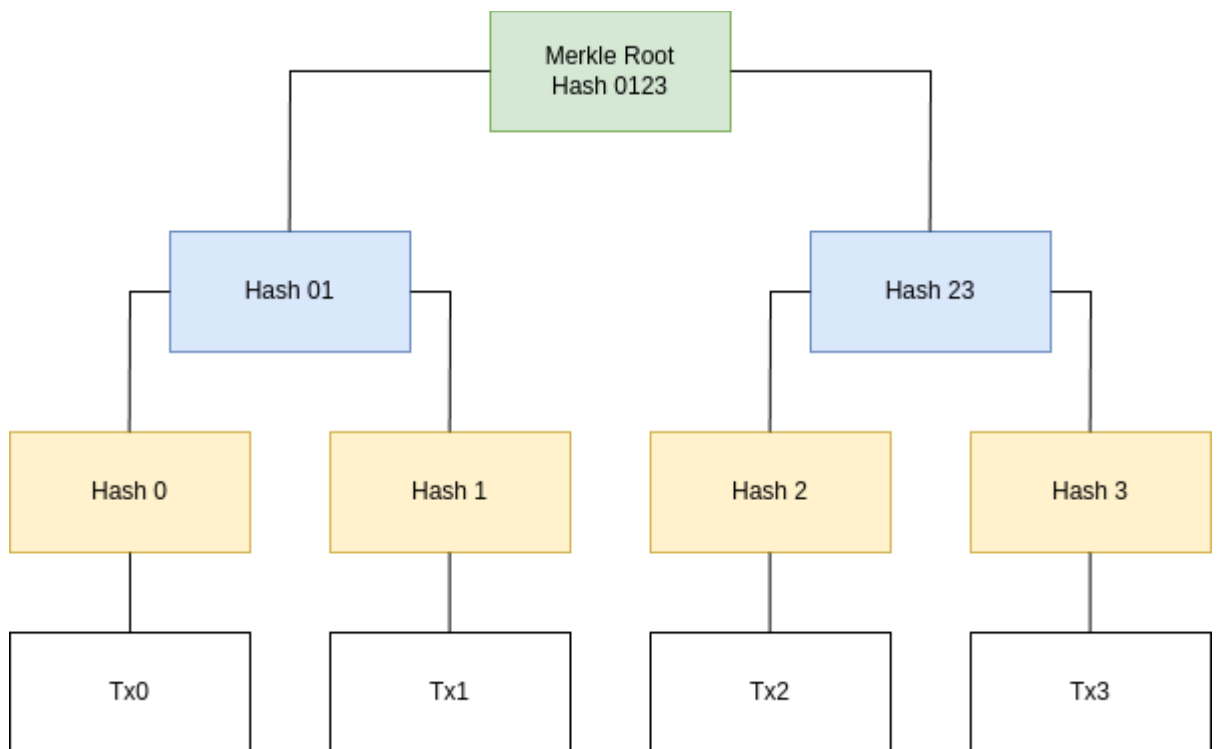 Merkle Root
Hash 0123
Hash 01
Hash 23
Hash 0
Hash 1
Hash 2
Hash 3
Tx0
Tx1
Tx2
Tx3